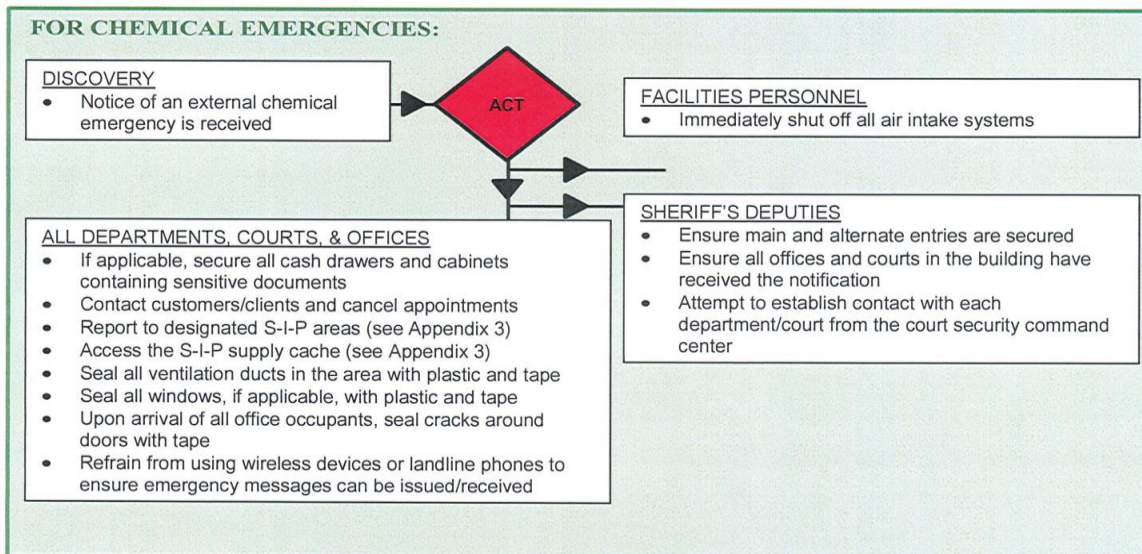 FOR CHEMICAL EMERGENCIES:
DISCOVERY
• Notice of an external chemical
emergency is received
ACT
FACILITIES PERSONNEL
• Immediately shut off all air intake systems
ALL DEPARTMENTS, COURTS, & OFFICES
• If applicable, secure all cash drawers and cabinets
containing sensitive documents
• Contact customers/clients and cancel appointments
• Report to designated S-I-P areas (see Appendix 3)
• Access the S-I-P supply cache (see Appendix 3)
• Seal all ventilation ducts in the area with plastic and tape
• Seal all windows, if applicable, with plastic and tape
• Upon arrival of all office occupants, seal cracks around
doors with tape
• Refrain from using wireless devices or landline phones to
ensure emergency messages can be issued/received
SHERIFF'S DEPUTIES
• Ensure main and alternate entries are secured
• Ensure all offices and courts in the building have
received the notification
• Attempt to establish contact with each
department/court from the court security command
center